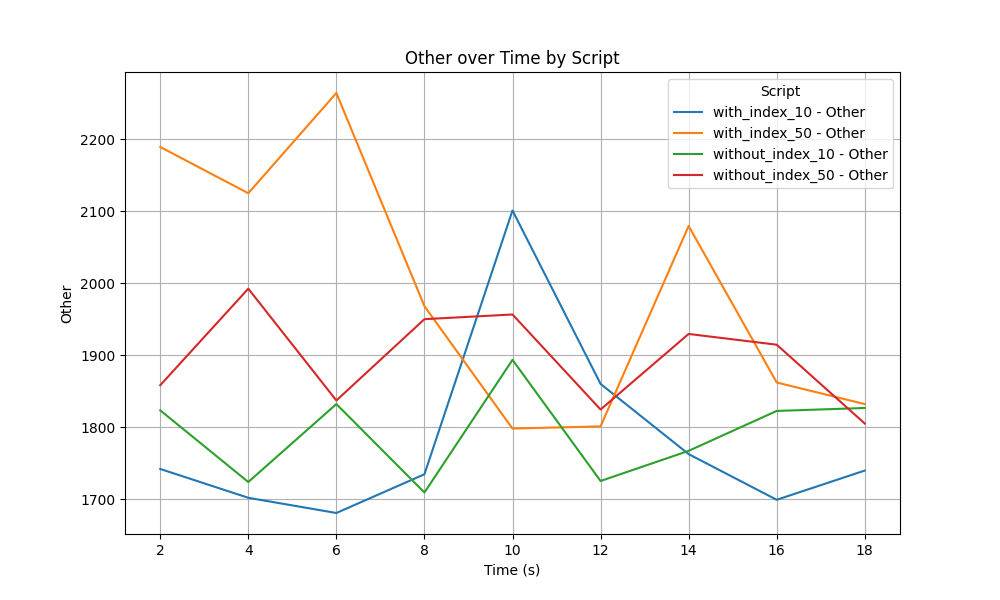 Other over Time by Script
Script
with_index_10 - Other
with_index_50 - Other
without_index_10 - Other
without_index_50 - Other
Other
2200
2100
2000
1900
1800
1700
2 4 6 8 10 12 14 16 18
Time (s)